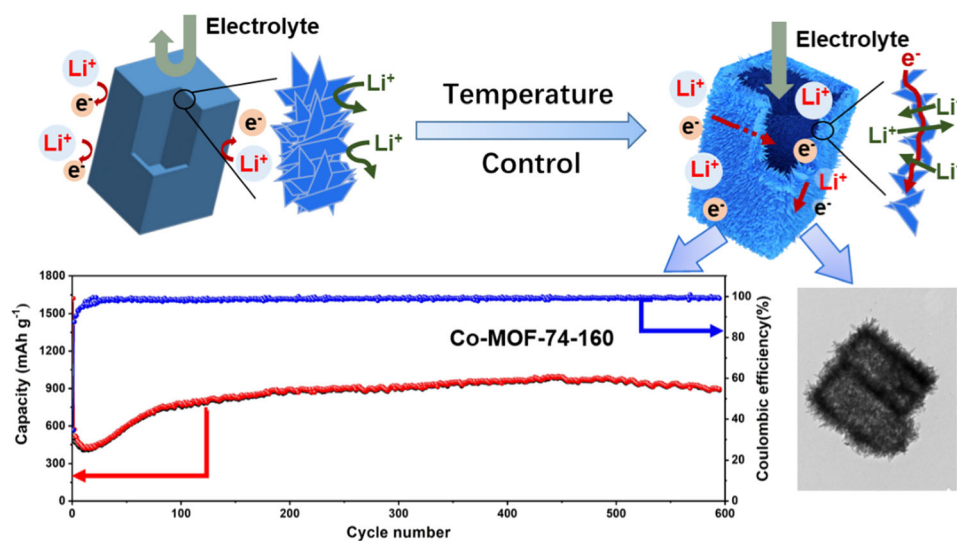 Electrolyte
Li⁺
e⁻
Li⁺
e⁻
e⁻
Li⁺
Li⁺
Li⁺
Temperature
Control
Electrolyte
Li⁺
e⁻
Li⁺
Li⁺
e⁻
Li⁺
e⁻
Li⁺
e⁻
e⁻
Li⁺
Li⁺
Li⁺
Capacity (mAh g⁻¹)
1800
1500
1200
900
600
300
0
Co-MOF-74-160
0
100
200
300
400
500
600
Cycle number
100
80
60
40
20
0
Coulombic efficiency(%)